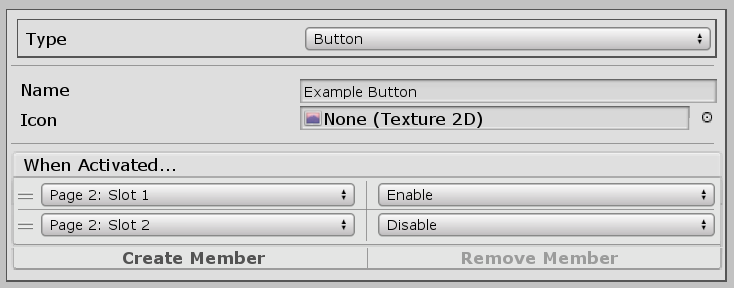 Type Button
Name Example Button
Icon None (Texture 2D)
When Activated...
Page 2: Slot 1 Enable
Page 2: Slot 2 Disable
Create Member Remove Member